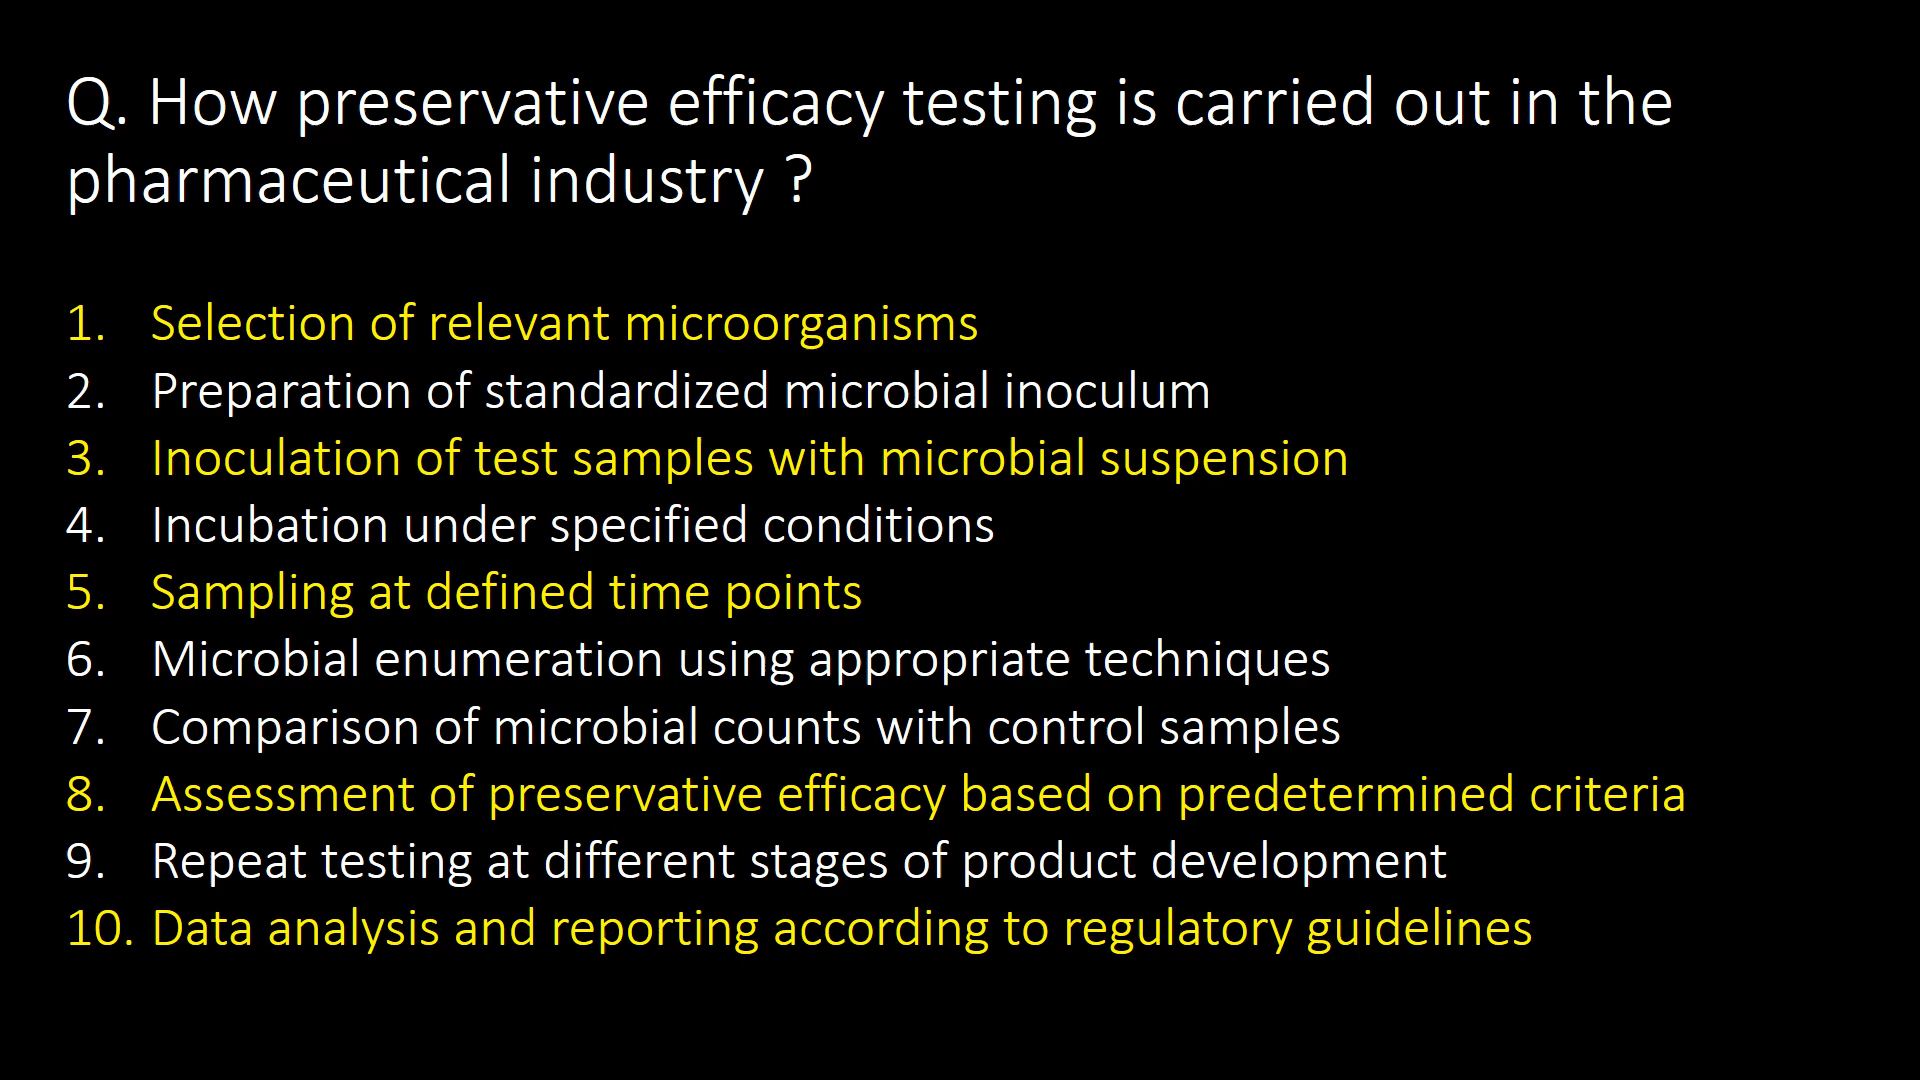 Q. How preservative efficacy testing is carried out in the
pharmaceutical industry ?
1. Selection of relevant microorganisms
2. Preparation of standardized microbial inoculum
3. Inoculation of test samples with microbial suspension
4. Incubation under specified conditions
5. Sampling at defined time points
6. Microbial enumeration using appropriate techniques
7. Comparison of microbial counts with control samples
8. Assessment of preservative efficacy based on predetermined criteria
9. Repeat testing at different stages of product development
10. Data analysis and reporting according to regulatory guidelines